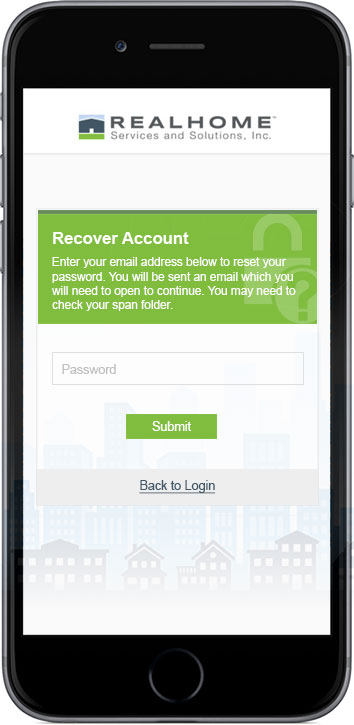 REALHOME™
Services and Solutions, Inc.
Recover Account
Enter your email address below to reset your
password. You will be sent an email which you
will need to open to continue. You may need to
check your span folder.
?
Password
Submit
Back to Login